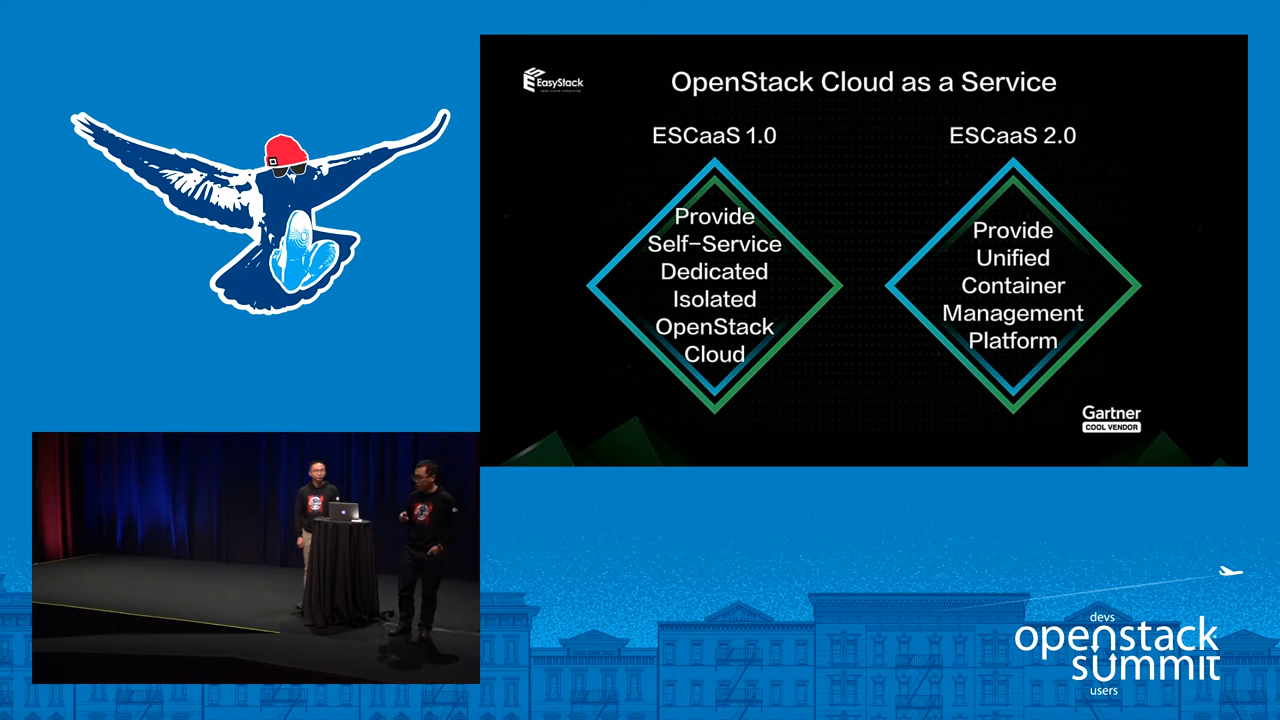 EasyStack
OpenStack Cloud as a Service
ESCaaS 1.0
Provide
Self-Service
Dedicated
Isolated
OpenStack
Cloud
ESCaaS 2.0
Provide
Unified
Container
Management
Platform
Gartner
COOL VENDOR
devs
openstack
summit
users